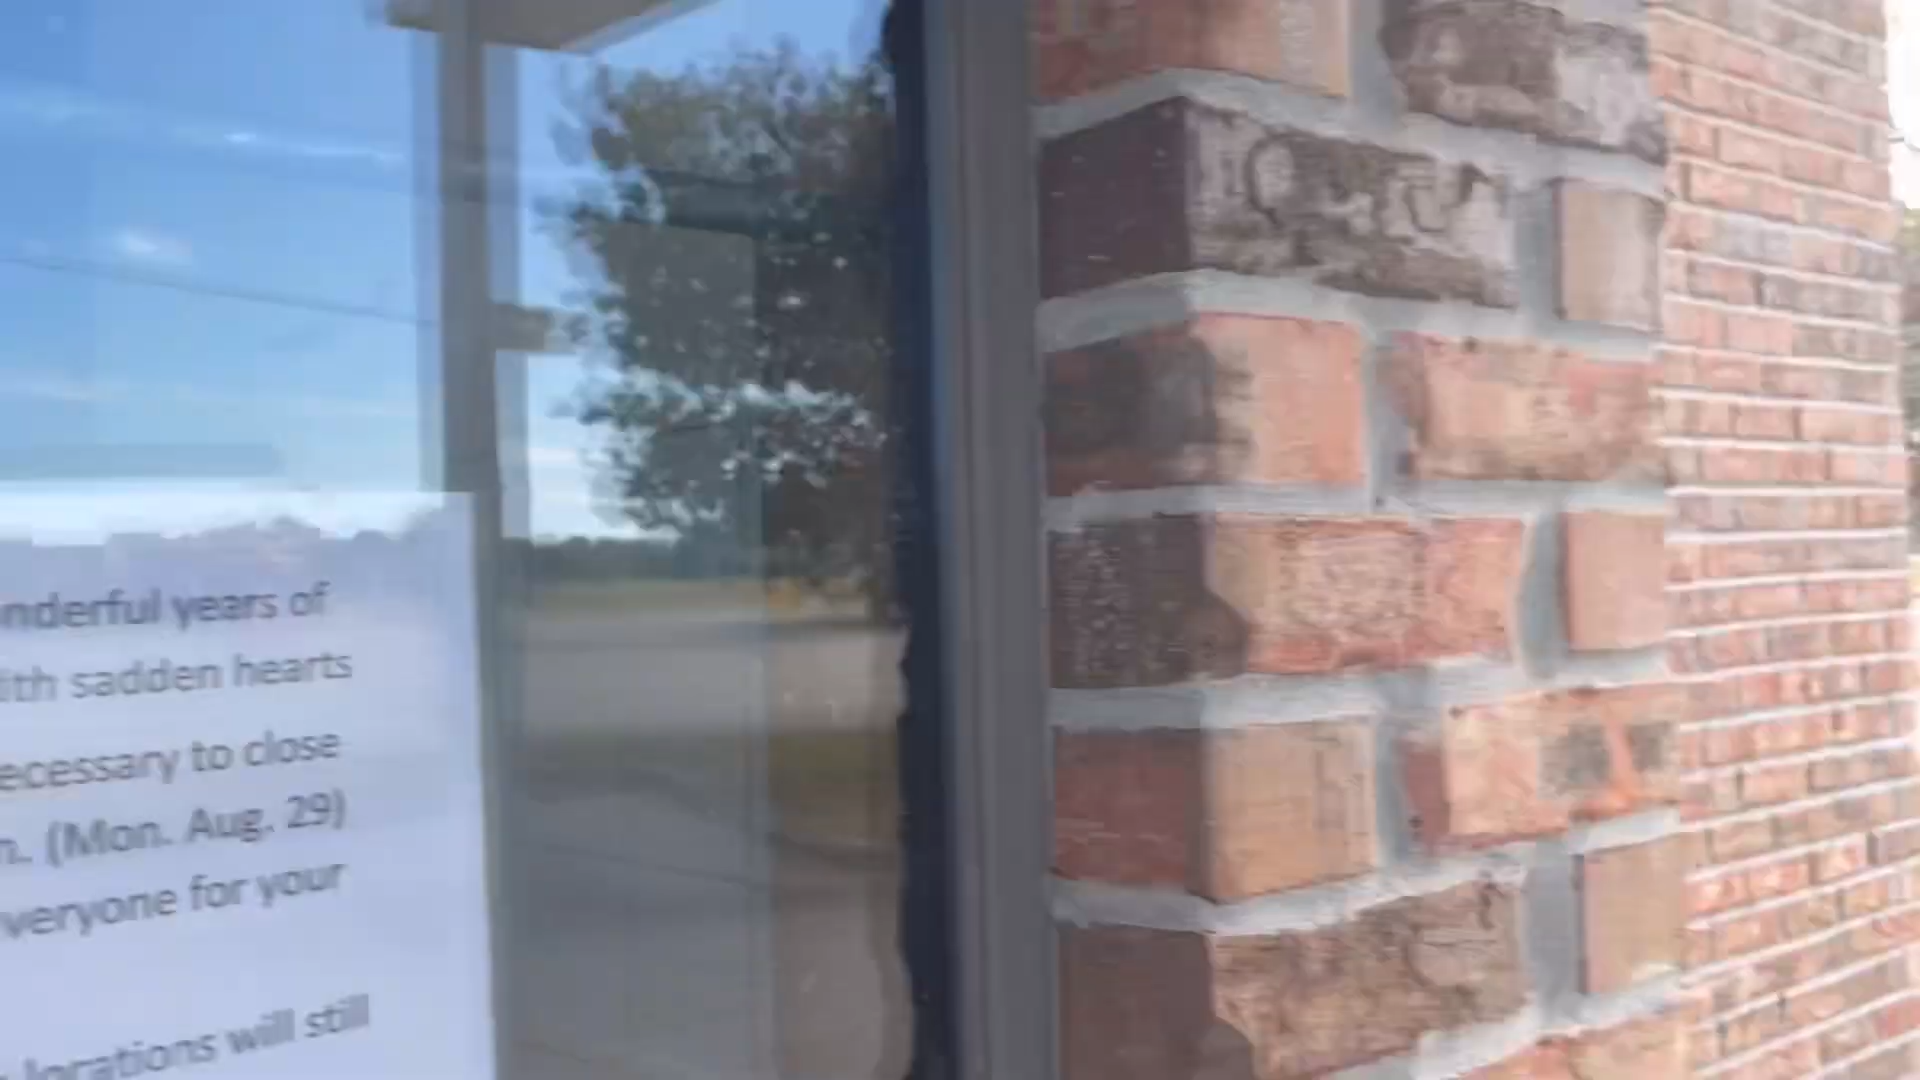 nderful years of
ith sadden hearts
ecessary to close
n. (Mon. Aug. 29)
veryone for your
locations will still